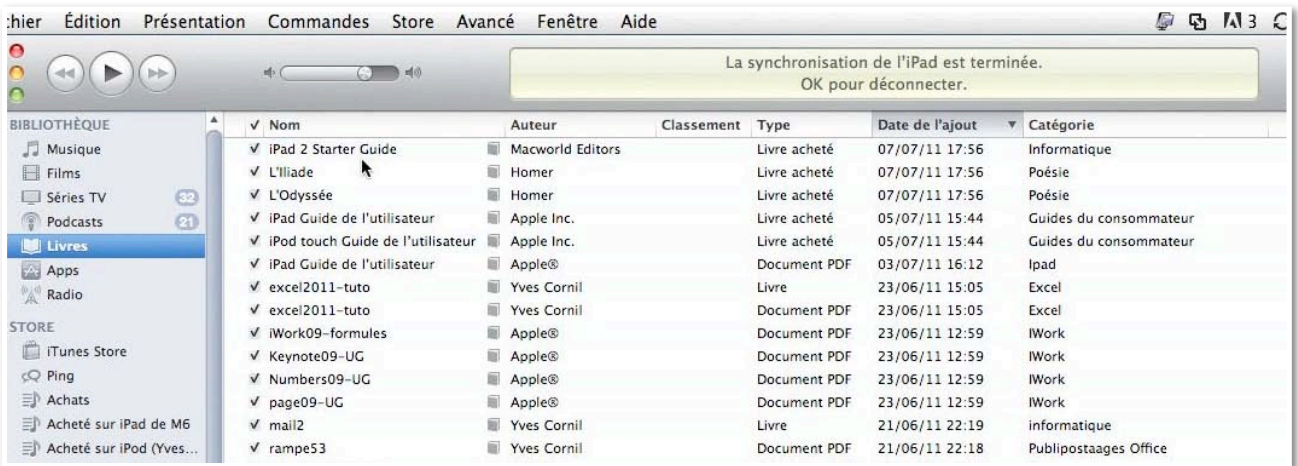 :hier Édition Présentation Commandes Store Avancé Fenêtre Aide 3
La synchronisation de l'iPad est terminée.
OK pour déconnecter.
BIBLIOTHÈQUE
Musique
Films
Séries TV 32
Podcasts 21
Livres
Apps
Radio
STORE
iTunes Store
Ping
Achats
Acheté sur iPad de M6
Acheté sur iPod (Yves...
√ Nom Auteur Classement Type Date de l'ajout ▼ Catégorie
√ iPad 2 Starter Guide Macworld Editors Livre acheté 07/07/11 17:56 Informatique
√ L'Iliade Homer Livre acheté 07/07/11 17:56 Poésie
√ L'Odyssée Homer Livre acheté 07/07/11 17:56 Poésie
√ iPad Guide de l'utilisateur Apple Inc. Livre acheté 05/07/11 15:44 Guides du consommateur
√ iPod touch Guide de l'utilisateur Apple Inc. Livre acheté 05/07/11 15:44 Guides du consommateur
√ iPad Guide de l'utilisateur Apple® Document PDF 03/07/11 16:12 Ipad
√ excel2011-tuto Yves Cornil Livre 23/06/11 15:05 Excel
√ excel2011-tuto Yves Cornil Document PDF 23/06/11 15:05 Excel
√ iWork09-formules Apple® Document PDF 23/06/11 12:59 IWork
√ Keynote09-UG Apple® Document PDF 23/06/11 12:59 IWork
√ Numbers09-UG Apple® Document PDF 23/06/11 12:59 IWork
√ page09-UG Apple® Document PDF 23/06/11 12:59 IWork
√ mail2 Yves Cornil Livre 21/06/11 22:19 informatique
√ rampe53 Yves Cornil Document PDF 21/06/11 22:18 Publipostaages Office